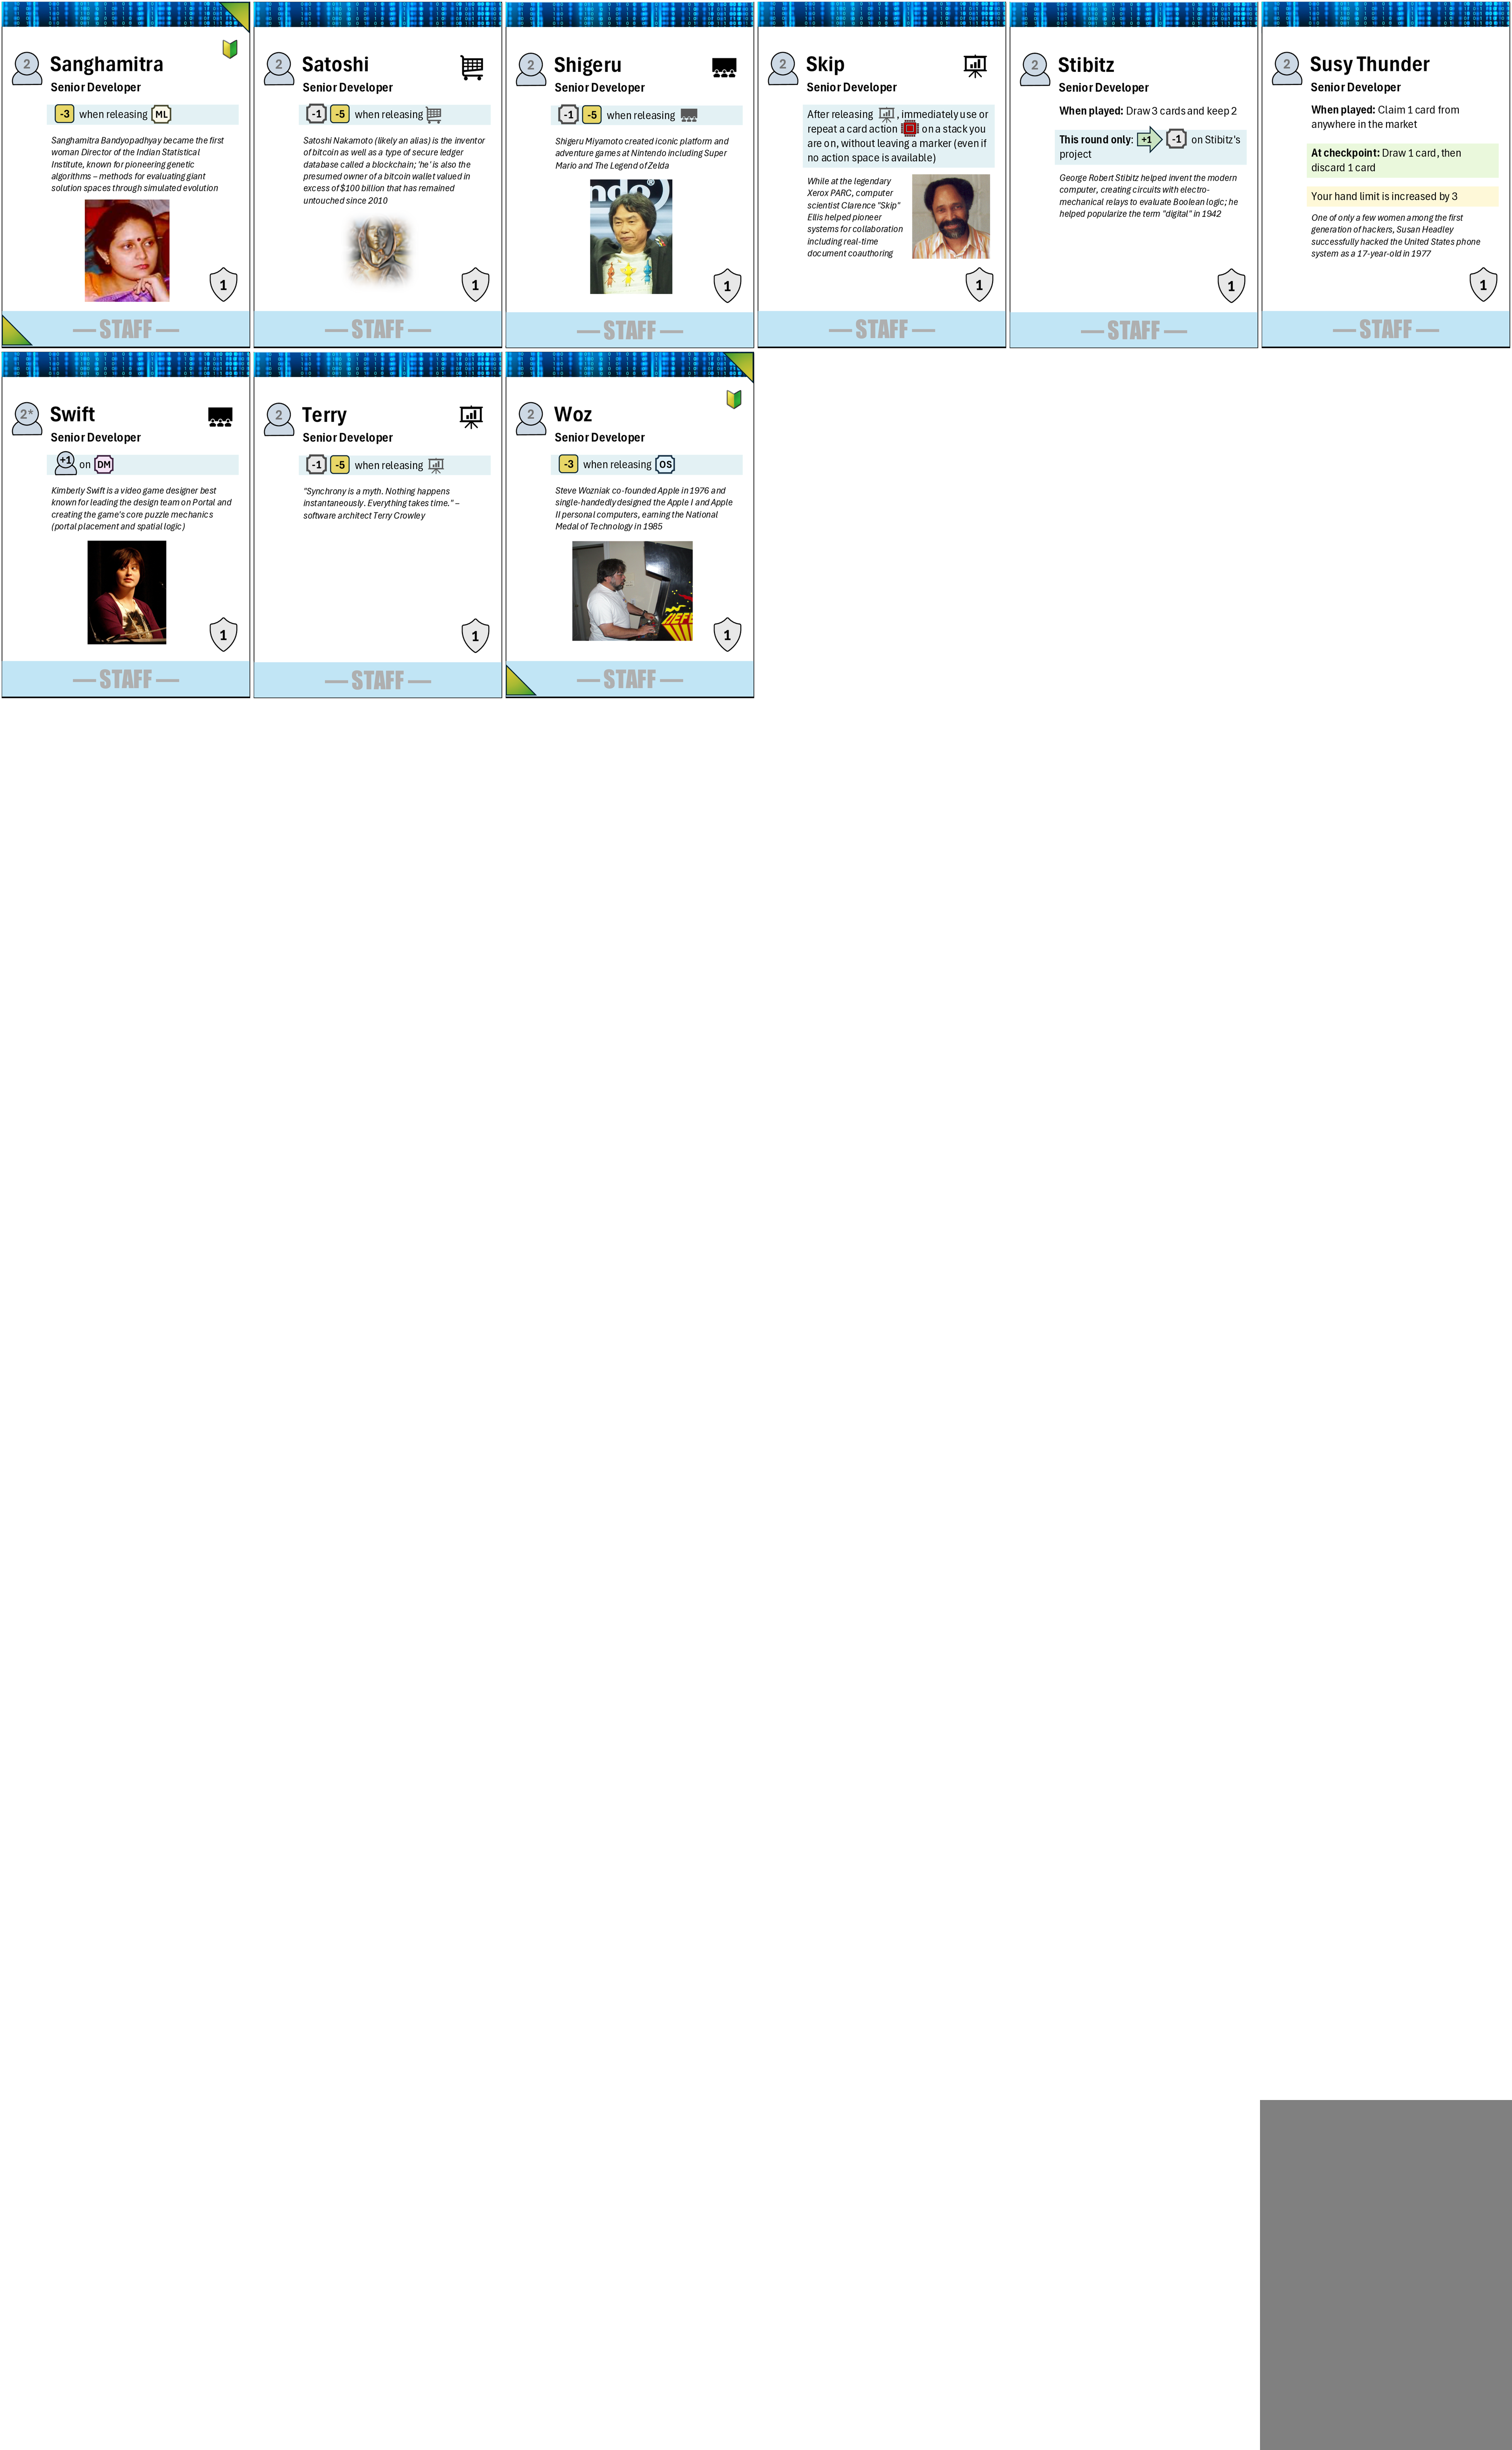 2
Sanghamitra
Senior Developer
-3 when releasing ML
Sanghamitra Bandyopadhyay became the first
woman Director of the Indian Statistical
Institute, known for pioneering genetic
algorithms – methods for evaluating giant
solution spaces through simulated evolution
1
— STAFF —
2
Satoshi
Senior Developer
-1 -5 when releasing
Satoshi Nakamoto (likely an alias) is the inventor
of bitcoin as well as a type of secure ledger
database called a blockchain; 'he' is also the
presumed owner of a bitcoin wallet valued in
excess of $100 billion that has remained
untouched since 2010
1
— STAFF —
2
Shigeru
Senior Developer
-1 -5 when releasing
Shigeru Miyamoto created iconic platform and
adventure games at Nintendo including Super
Mario and The Legend of Zelda
ndo®
1
— STAFF —
2
Skip
Senior Developer
After releasing , immediately use or
repeat a card action on a stack you
are on, without leaving a marker (even if
no action space is available)
While at the legendary
Xerox PARC, computer
scientist Clarence "Skip"
Ellis helped pioneer
systems for collaboration
including real-time
document coauthoring
1
— STAFF —
2
Stibitz
Senior Developer
When played: Draw 3 cards and keep 2
This round only: +1 -1 on Stibitz's
project
George Robert Stibitz helped invent the modern
computer, creating circuits with electro-
mechanical relays to evaluate Boolean logic; he
helped popularize the term "digital" in 1942
1
— STAFF —
2
Susy Thunder
Senior Developer
When played: Claim 1 card from
anywhere in the market
At checkpoint: Draw 1 card, then
discard 1 card
Your hand limit is increased by 3
One of only a few women among the first
generation of hackers, Susan Headley
successfully hacked the United States phone
system as a 17-year-old in 1977
1
— STAFF —
2*
Swift
Senior Developer
+1 on DM
Kimberly Swift is a video game designer best
known for leading the design team on Portal and
creating the game's core puzzle mechanics
(portal placement and spatial logic)
1
— STAFF —
2
Terry
Senior Developer
-1 -5 when releasing
"Synchrony is a myth. Nothing happens
instantaneously. Everything takes time." –
software architect Terry Crowley
1
— STAFF —
2
Woz
Senior Developer
-3 when releasing OS
Steve Wozniak co-founded Apple in 1976 and
single-handedly designed the Apple I and Apple
II personal computers, earning the National
Medal of Technology in 1985
1
— STAFF —